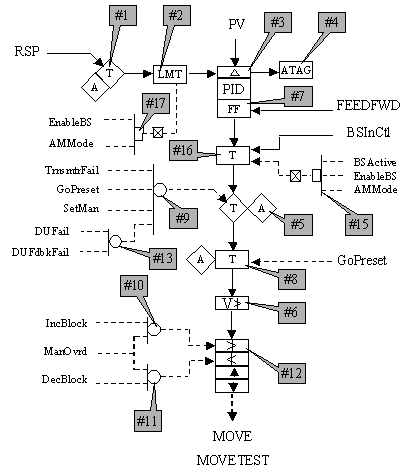 #1
#2
PV
#3
#4
RSP
T
A
LMT
△
ATAG
PID
#7
FF
FEEDFWD
#17
EnableBS
AMMode
BSInCtl
#16
T
BSActive
EnableBS
AMMode
TrnsmtrFail
GoPreset
SetMan
#9
T
A
#5
#15
DUFail
DUFdbkFail
#13
A
T
GoPreset
#8
#10
V≯
#6
IncBlock
ManOvrd
DecBlock
>
<
#12
#11
MOVE
MOVETEST